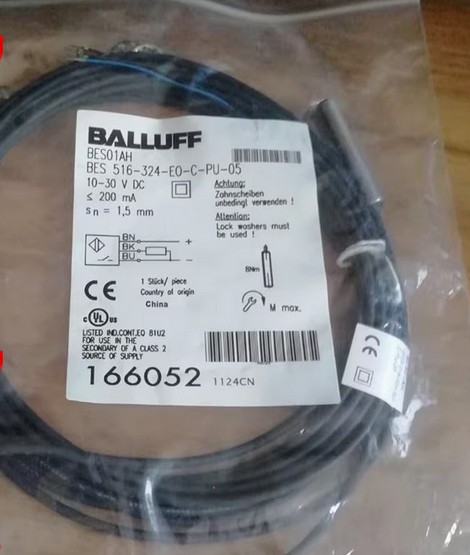 BALLUFF
BES01AH
BES 516-324-E0-C-PU-05
10-30 V DC
≤ 200 mA
sn = 1,5 mm
Achtung:
Zahnscheiben
unbedingt verwenden !
Attention:
Lock washers must
be used !
BN +
BK
BU -
8Nm
M max.
1 Stück/ piece
Country of origin
China
CE
c UL us
LISTED IND.CONT.EQ 81U2
FOR USE IN THE
SECONDARY OF A CLASS 2
SOURCE OF SUPPLY
166052 1124CN
CE